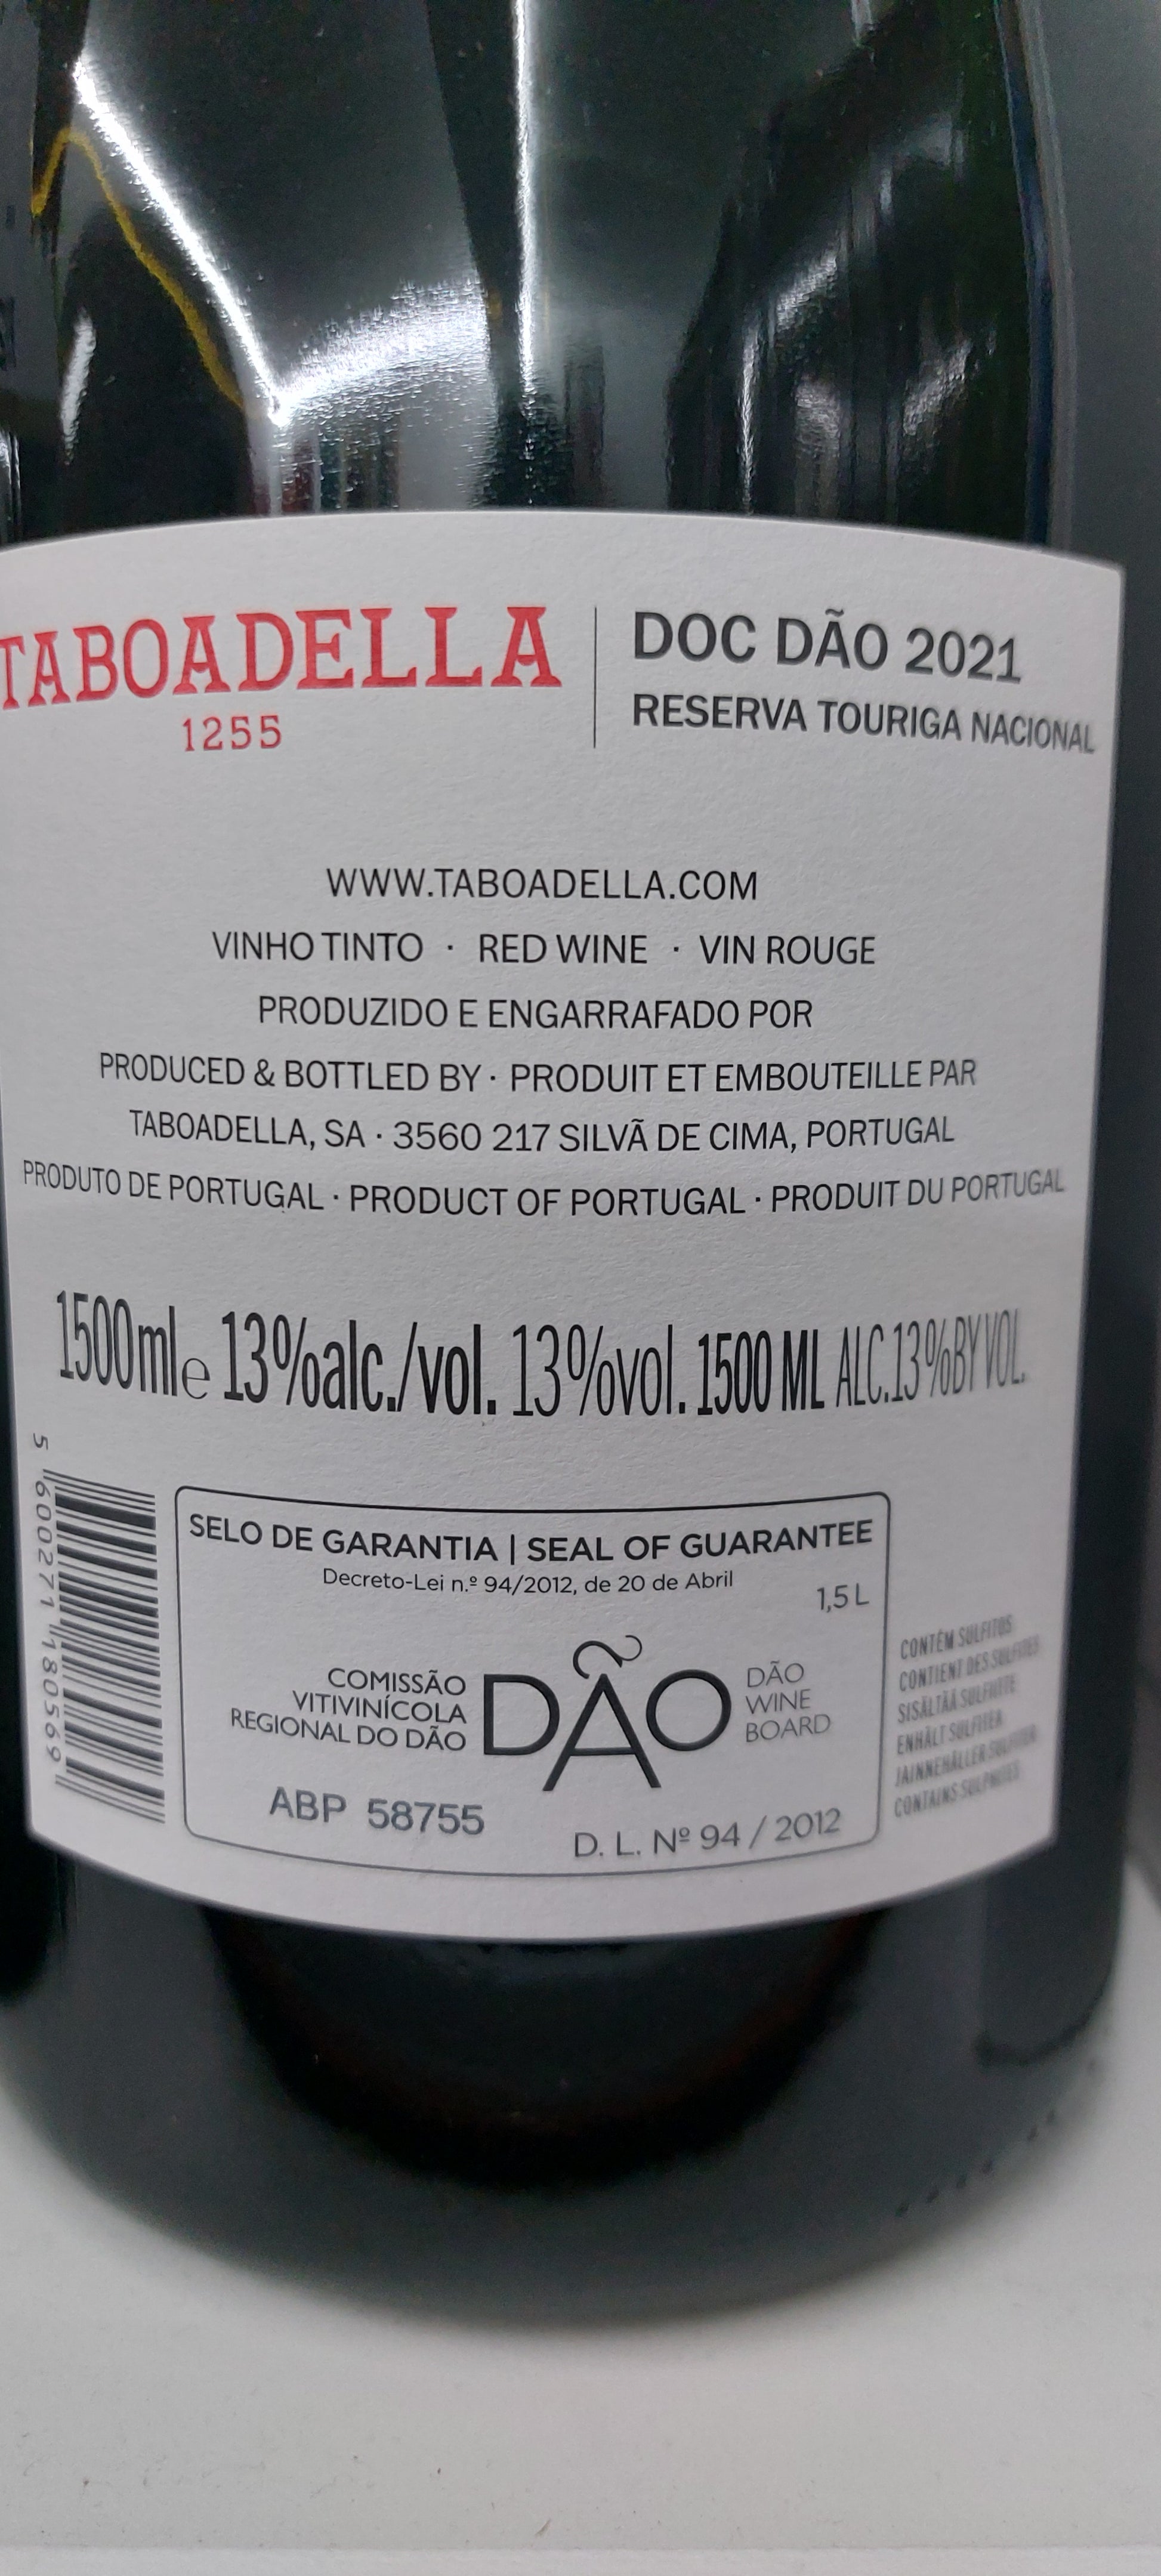 TABOADELLA
1255
DOC DÃO 2021
RESERVA TOURIGA NACIONAL
WWW.TABOADELLA.COM
VINHO TINTO · RED WINE · VIN ROUGE
PRODUZIDO E ENGARRAFADO POR
PRODUCED & BOTTLED BY · PRODUIT ET EMBOUTEILLE PAR
TABOADELLA, SA · 3560 217 SILVÃ DE CIMA, PORTUGAL
PRODUTO DE PORTUGAL · PRODUCT OF PORTUGAL · PRODUIT DU PORTUGAL
1500ml e 13%alc./vol. 13%vol. 1500 ML ALC.13%BY VOL.
5 600271 180569
SELO DE GARANTIA | SEAL OF GUARANTEE
Decreto-Lei n.º 94/2012, de 20 de Abril
1,5 L
COMISSÃO
VITIVINÍCOLA
REGIONAL DO DÃO
DÃO
DÃO
WINE
BOARD
ABP 58755
D. L. Nº 94 / 2012
CONTÉM SULFITOS
CONTIENT DES SULFITES
SISÄLTÄÄ SULFIITTE
ENHÄLT SULFITER
JAINNEHÅLLER SULFITER
CONTAINS SULPHITES